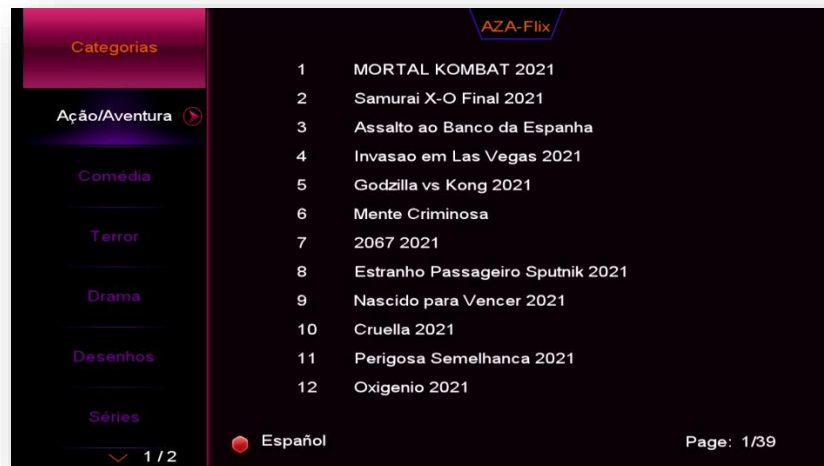 AZA-Flix
Categorias
Ação/Aventura
Comédia
Terror
Drama
Desenhos
Séries
1/2
1 MORTAL KOMBAT 2021
2 Samurai X-O Final 2021
3 Assalto ao Banco da Espanha
4 Invasao em Las Vegas 2021
5 Godzilla vs Kong 2021
6 Mente Criminosa
7 2067 2021
8 Estranho Passageiro Sputnik 2021
9 Nascido para Vencer 2021
10 Cruella 2021
11 Perigosa Semelhanca 2021
12 Oxigenio 2021
Español
Page: 1/39